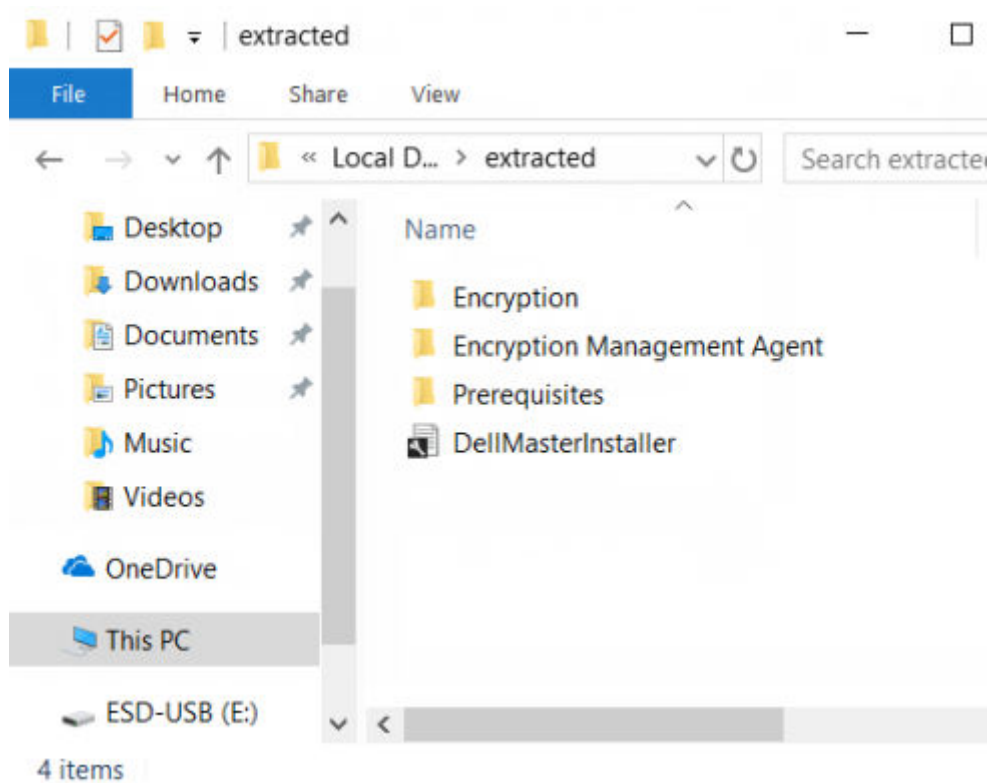 extracted
File Home Share View
« Local D... > extracted
Search extracted
Desktop
Downloads
Documents
Pictures
Music
Videos
OneDrive
This PC
ESD-USB (E:)
Name
Encryption
Encryption Management Agent
Prerequisites
DellMasterInstaller
4 items